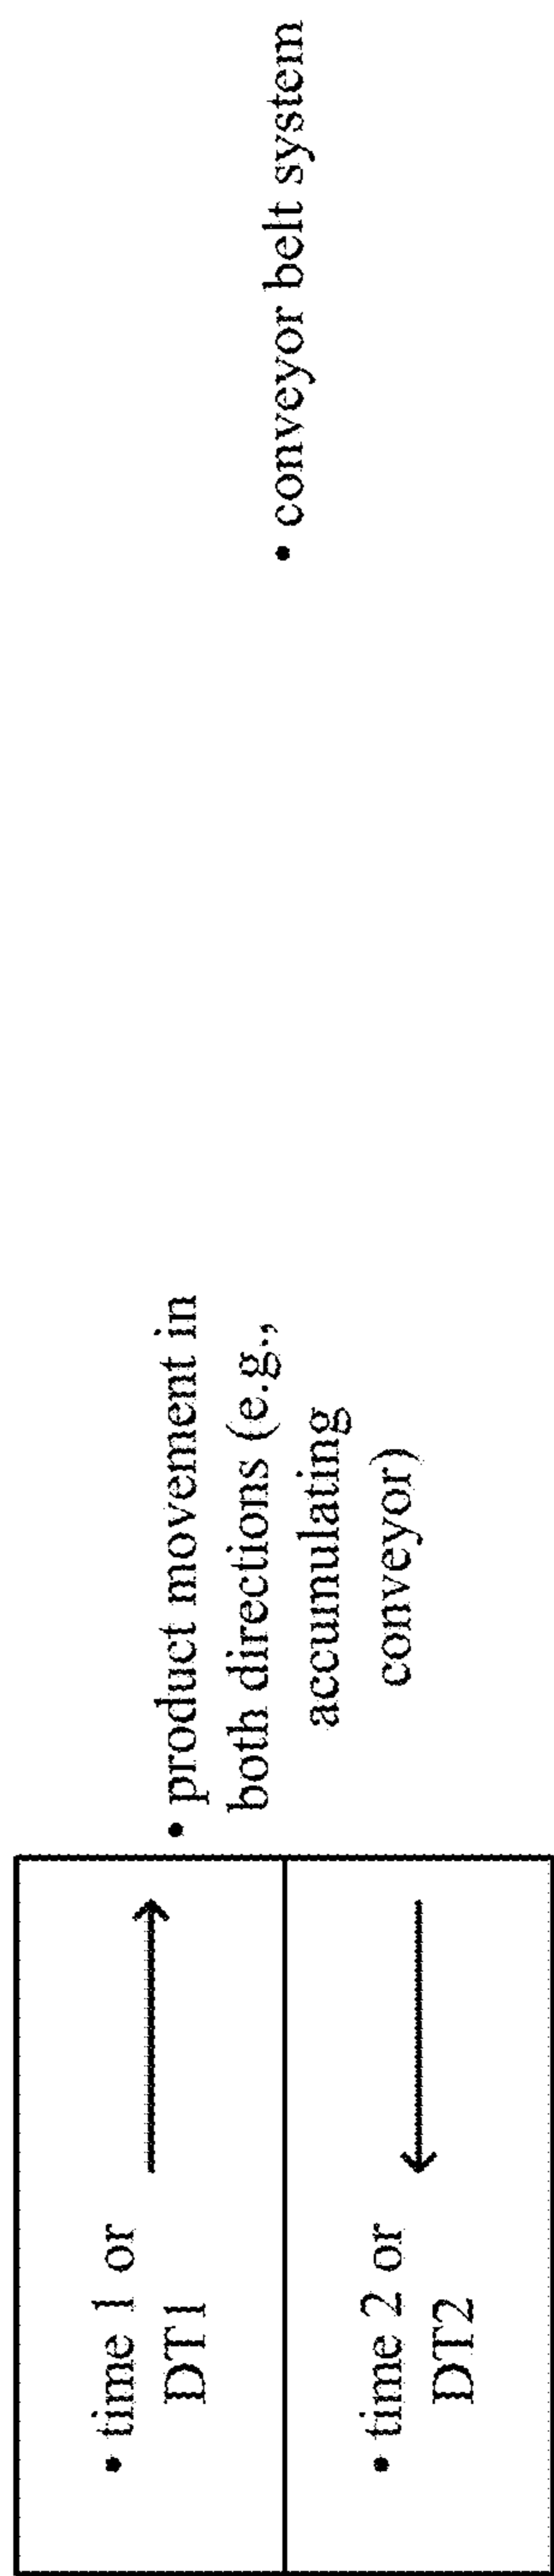 • time 1 or
DT1
• time 2 or
DT2
• product movement in
both directions (e.g.,
accumulating
conveyor)
• conveyor belt system